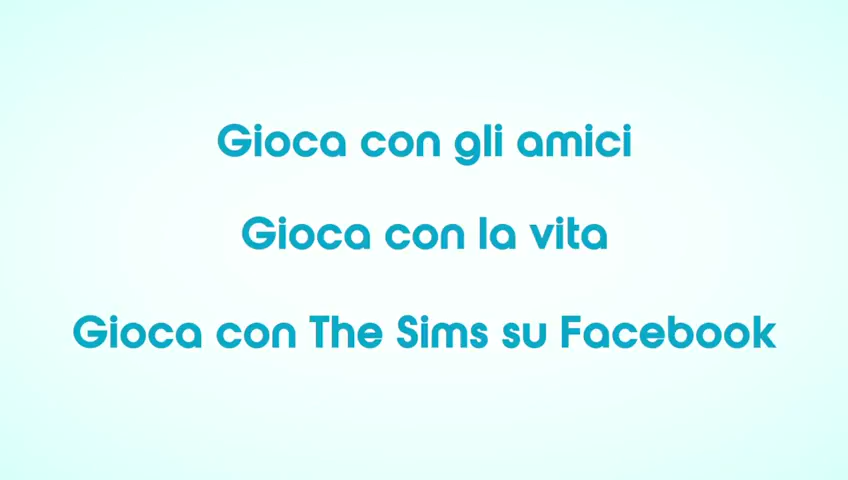 Gioca con gli amici
Gioca con la vita
Gioca con The Sims su Facebook